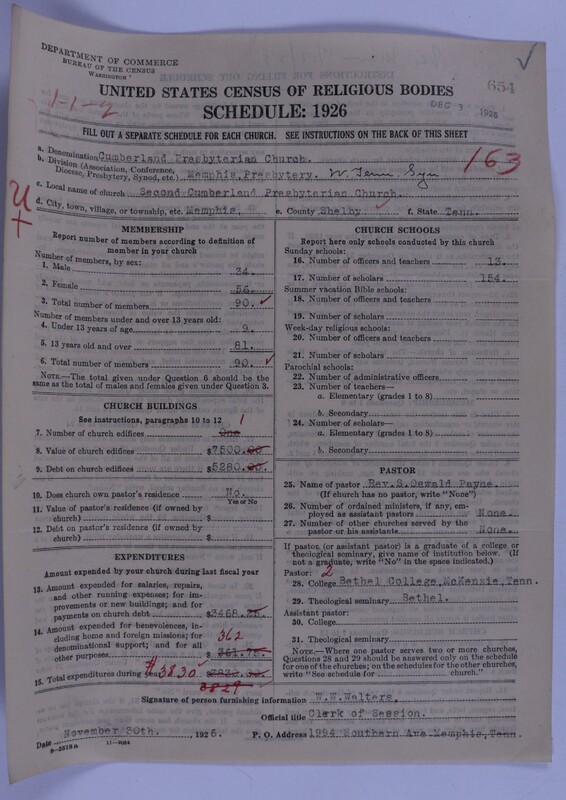 DEPARTMENT OF COMMERCE
BUREAU OF THE CENSUS
WASHINGTON
654
1-1-2
UNITED STATES CENSUS OF RELIGIOUS BODIES
SCHEDULE: 1926
DEC 3 1926
FILL OUT A SEPARATE SCHEDULE FOR EACH CHURCH. SEE INSTRUCTIONS ON THE BACK OF THIS SHEET
163
a. Denomination Cumberland Presbyterian Church.
b. Division (Association, Conference, Diocese, Presbytery, Synod, etc.) Memphis Presbytery. W. Tenn. Syn
c. Local name of church Second Cumberland Presbyterian Church.
d. City, town, village, or township, etc. Memphis, e. County Shelby f. State Tenn.
MEMBERSHIP
Report number of members according to definition of
member in your church
Number of members, by sex:
1. Male 34.
2. Female 56.
3. Total number of members 90.
Number of members under and over 13 years old:
4. Under 13 years of age 9.
5. 13 years old and over 81.
6. Total number of members 90.
NOTE.—The total given under Question 6 should be the
same as the total of males and females given under Question 3.
CHURCH BUILDINGS
See instructions, paragraphs 10 to 12
7. Number of church edifices One 1
8. Value of church edifices $7500.00
9. Debt on church edifices $5280.00.
10. Does church own pastor's residence No.
Yes or No
11. Value of pastor's residence (if owned by
church) $
12. Debt on pastor's residence (if owned by
church) $
EXPENDITURES
Amount expended by your church during last fiscal year
13. Amount expended for salaries, repairs,
and other running expenses; for im-
provements or new buildings; and for
payments on church debt $3468.
14. Amount expended for benevolences, in-
cluding home and foreign missions; for
denominational support; and for all
other purposes $ 361. 362
15. Total expenditures during year $3830
3829
CHURCH SCHOOLS
Report here only schools conducted by this church
Sunday schools:
16. Number of officers and teachers 13.
17. Number of scholars 154.
Summer vacation Bible schools:
18. Number of officers and teachers
19. Number of scholars
Week-day religious schools:
20. Number of officers and teachers
21. Number of scholars
Parochial schools:
22. Number of administrative officers
23. Number of teachers—
a. Elementary (grades 1 to 8)
b. Secondary
24. Number of scholars—
a. Elementary (grades 1 to 8)
b. Secondary
PASTOR
25. Name of pastor Rev. S. Oswald Payne.
(If church has no pastor, write "None")
26. Number of ordained ministers, if any, em-
ployed as assistant pastors None.
27. Number of other churches served by the
pastor or his assistants None.
If pastor (or assistant pastor) is a graduate of a college or
theological seminary, give name of institution below. (If
not a graduate, write "No" in the space indicated.)
Pastor: 2
28. College Bethel College, McKenzie, Tenn.
29. Theological seminary Bethel.
Assistant pastor:
30. College
31. Theological seminary
NOTE.—Where one pastor serves two or more churches,
Questions 28 and 29 should be answered only on the schedule
for one of the churches; on the schedules for the other churches,
write "See schedule for church."
Signature of person furnishing information W.W.Walters.
Official title Clerk of Session.
Date November 30th. , 1926. P. O. Address 1994 Southern Ave Memphis, Tenn.
8-2518a 11-9164